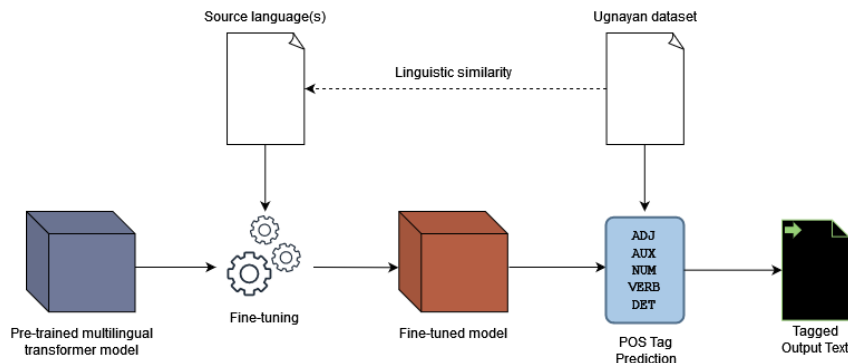 Source language(s)
Ugnayan dataset
Linguistic similarity
ADJ
AUX
NUM
VERB
DET
Fine-tuning
Fine-tuned model
Pre-trained multilingual
transformer model
POS Tag
Prediction
Tagged
Output Text